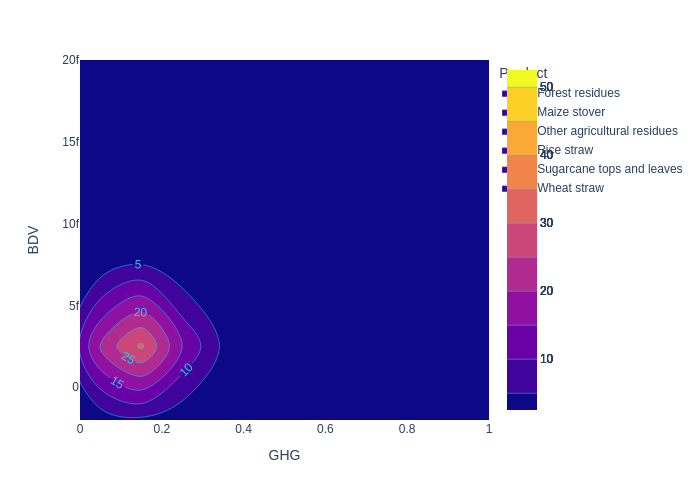 20f
15f
10f
5f
0
BDV
0
0.2
0.4
0.6
0.8
1
GHG
5
20
25
15
10
Product
Forest residues
Maize stover
Other agricultural residues
Rice straw
Sugarcane tops and leaves
Wheat straw
50
40
30
20
10